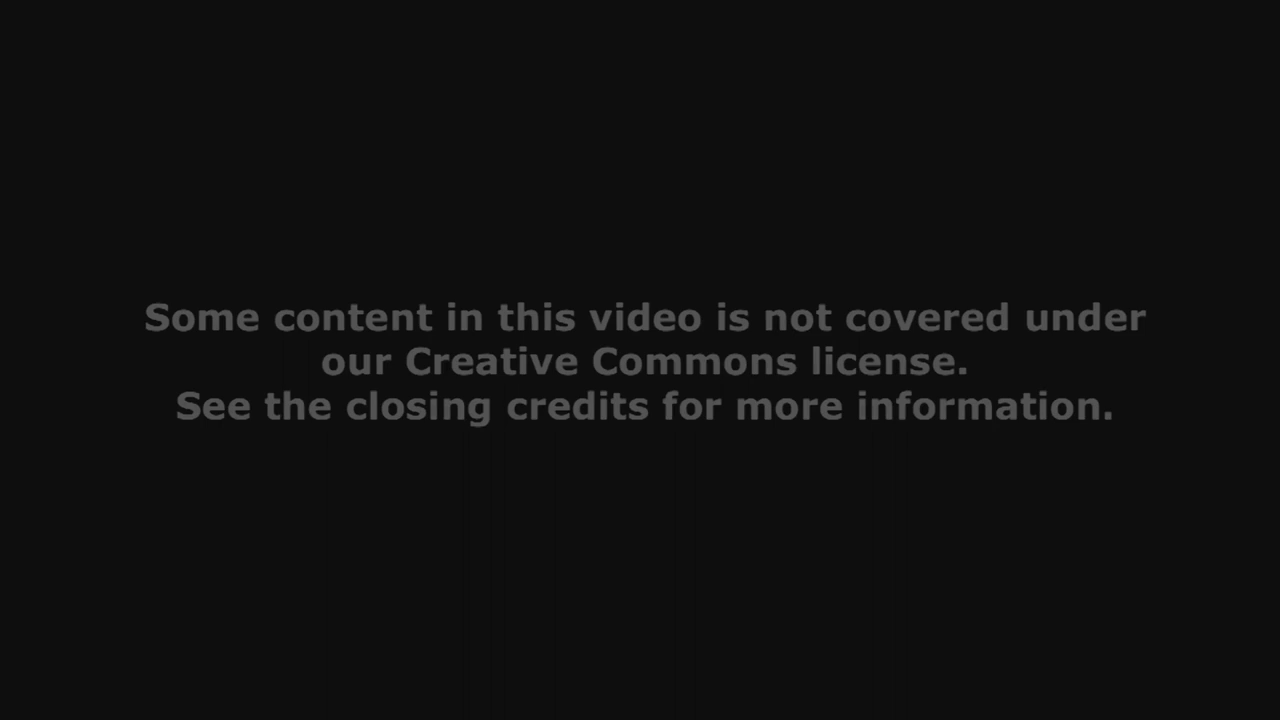 Some content in this video is not covered under
our Creative Commons license.
See the closing credits for more information.